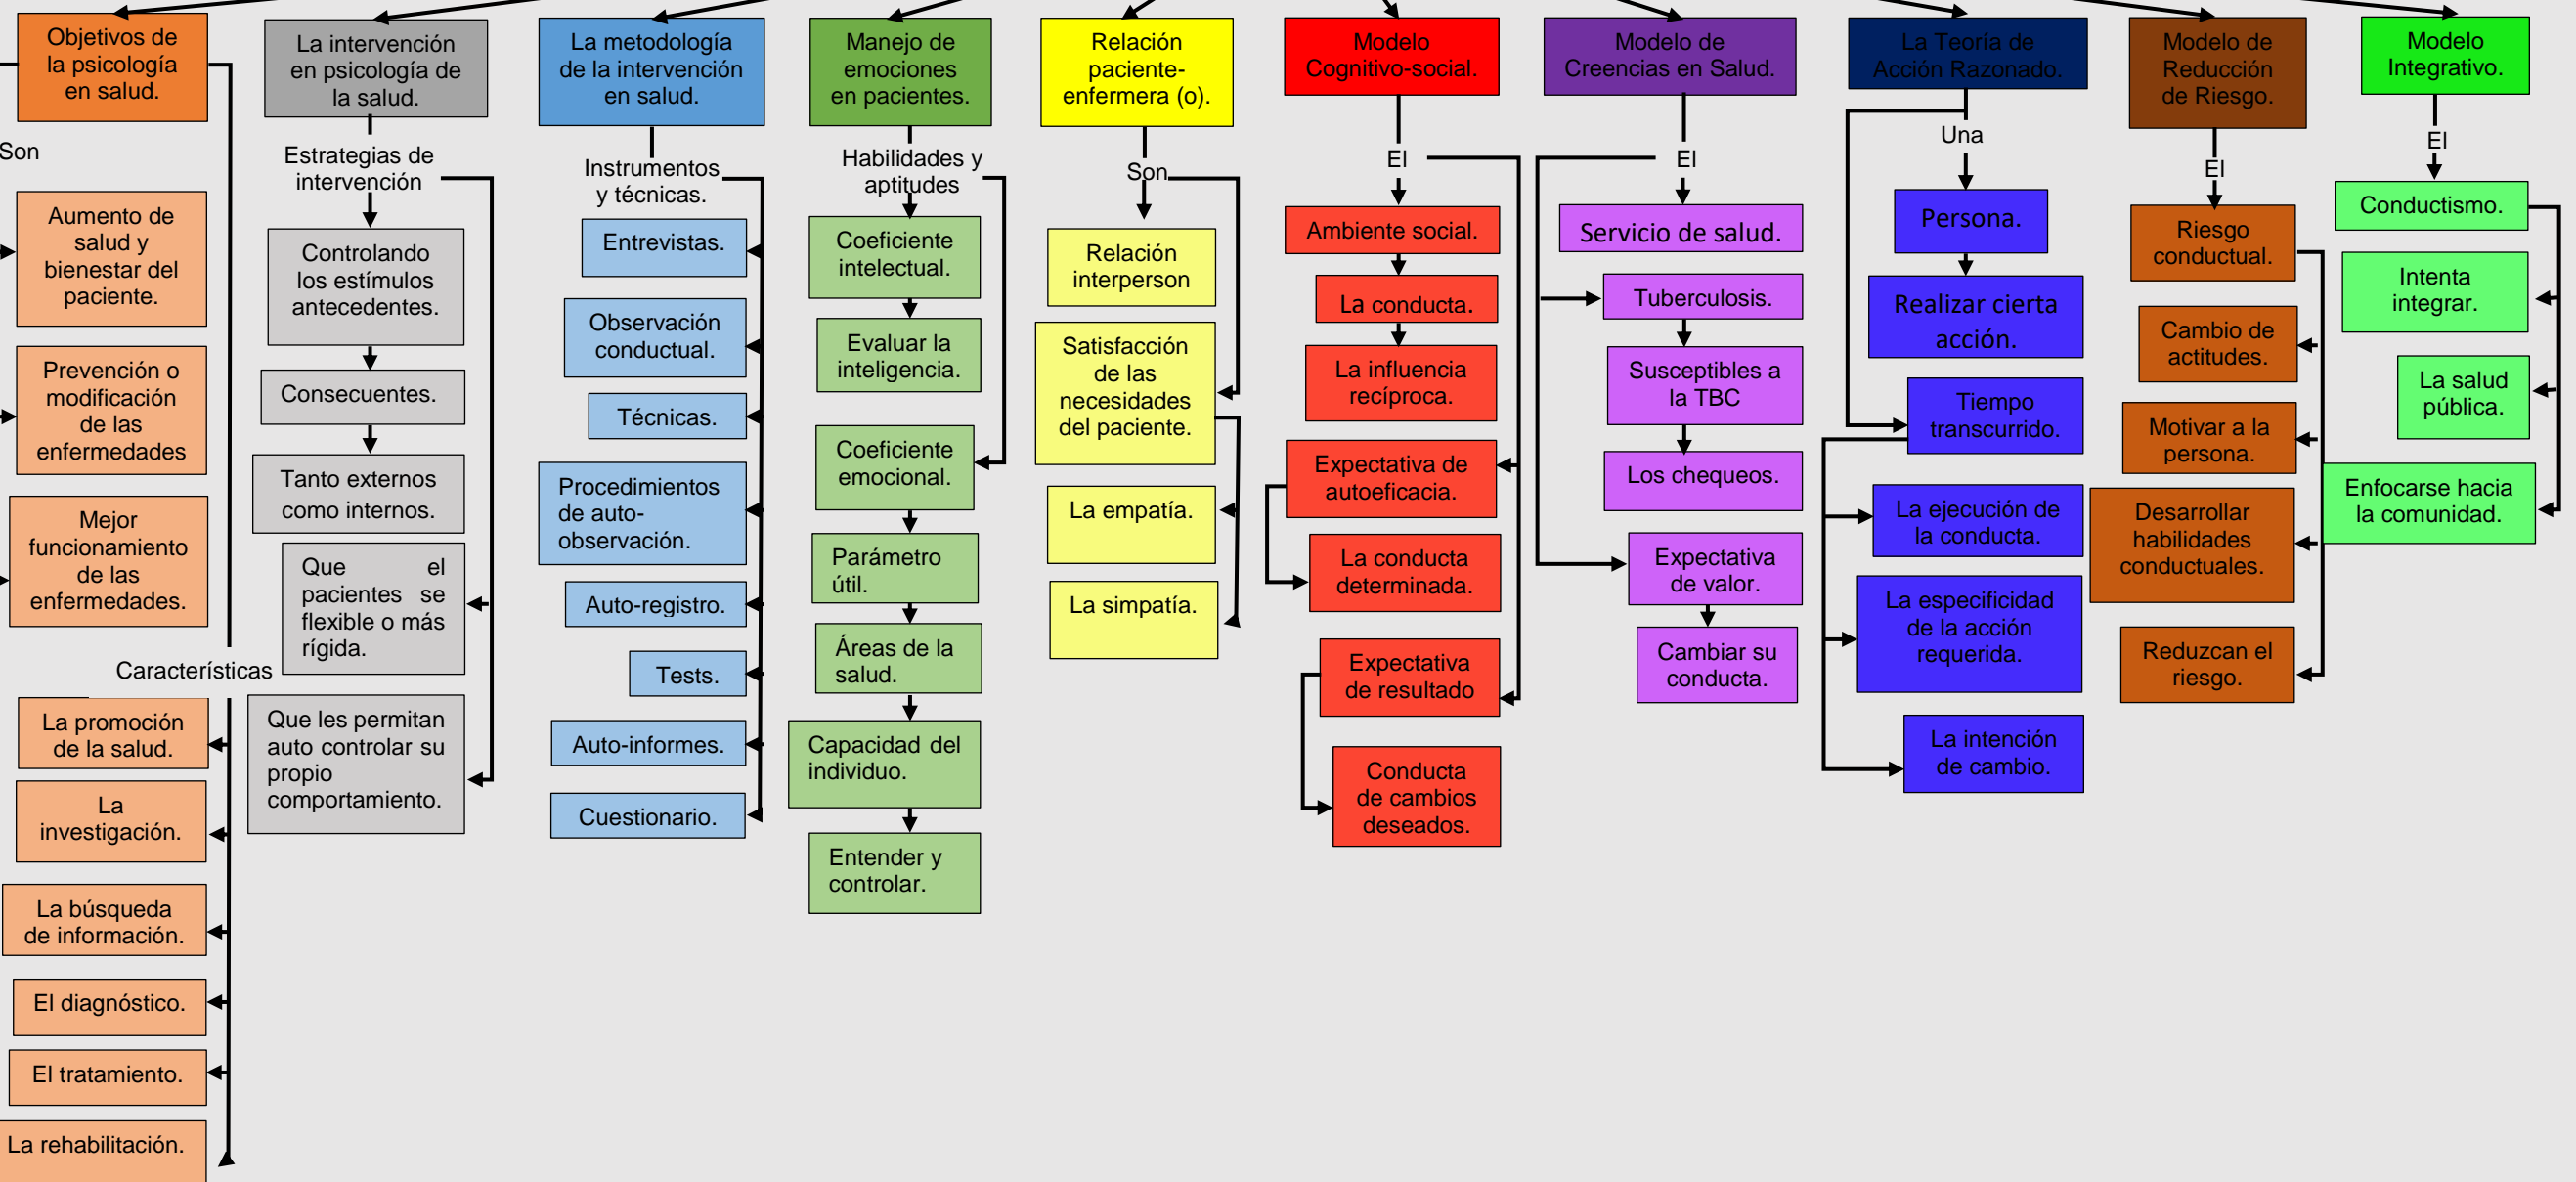 Objetivos de
la psicología
en salud.
Son
Aumento de
salud y
bienestar del
paciente.
Prevención o
modificación
de las
enfermedades
Mejor
funcionamiento
de las
enfermedades.
Características
La promoción
de la salud.
La
investigación.
La búsqueda
de información.
El diagnóstico.
El tratamiento.
La rehabilitación.
La intervención
en psicología de
la salud.
Estrategias de
intervención
Controlando
los estímulos
antecedentes.
Consecuentes.
Tanto externos
como internos.
Que el
pacientes se
flexible o más
rígida.
Que les permitan
auto controlar su
propio
comportamiento.
La metodología
de la intervención
en salud.
Instrumentos
y técnicas.
Entrevistas.
Observación
conductual.
Técnicas.
Procedimientos
de auto-
observación.
Auto-registro.
Tests.
Auto-informes.
Cuestionario.
Manejo de
emociones
en pacientes.
Habilidades y
aptitudes
Coeficiente
intelectual.
Evaluar la
inteligencia.
Coeficiente
emocional.
Parámetro
útil.
Áreas de la
salud.
Capacidad del
individuo.
Entender y
controlar.
Relación
paciente-
enfermera (o).
Son
Relación
interperson
Satisfacción
de las
necesidades
del paciente.
La empatía.
La simpatía.
Modelo
Cognitivo-social.
El
Ambiente social.
La conducta.
La influencia
recíproca.
Expectativa de
autoeficacia.
La conducta
determinada.
Expectativa
de resultado
Conducta
de cambios
deseados.
Modelo de
Creencias en Salud.
El
Servicio de salud.
Tuberculosis.
Susceptibles a
la TBC
Los chequeos.
Expectativa
de valor.
Cambiar su
conducta.
La Teoría de
Acción Razonado.
Una
Persona.
Realizar cierta
acción.
Tiempo
transcurrido.
La ejecución de
la conducta.
La especificidad
de la acción
requerida.
La intención
de cambio.
Modelo de
Reducción
de Riesgo.
El
Riesgo
conductual.
Cambio de
actitudes.
Motivar a la
persona.
Desarrollar
habilidades
conductuales.
Reduzcan el
riesgo.
Modelo
Integrativo.
El
Conductismo.
Intenta
integrar.
La salud
pública.
Enfocarse hacia
la comunidad.